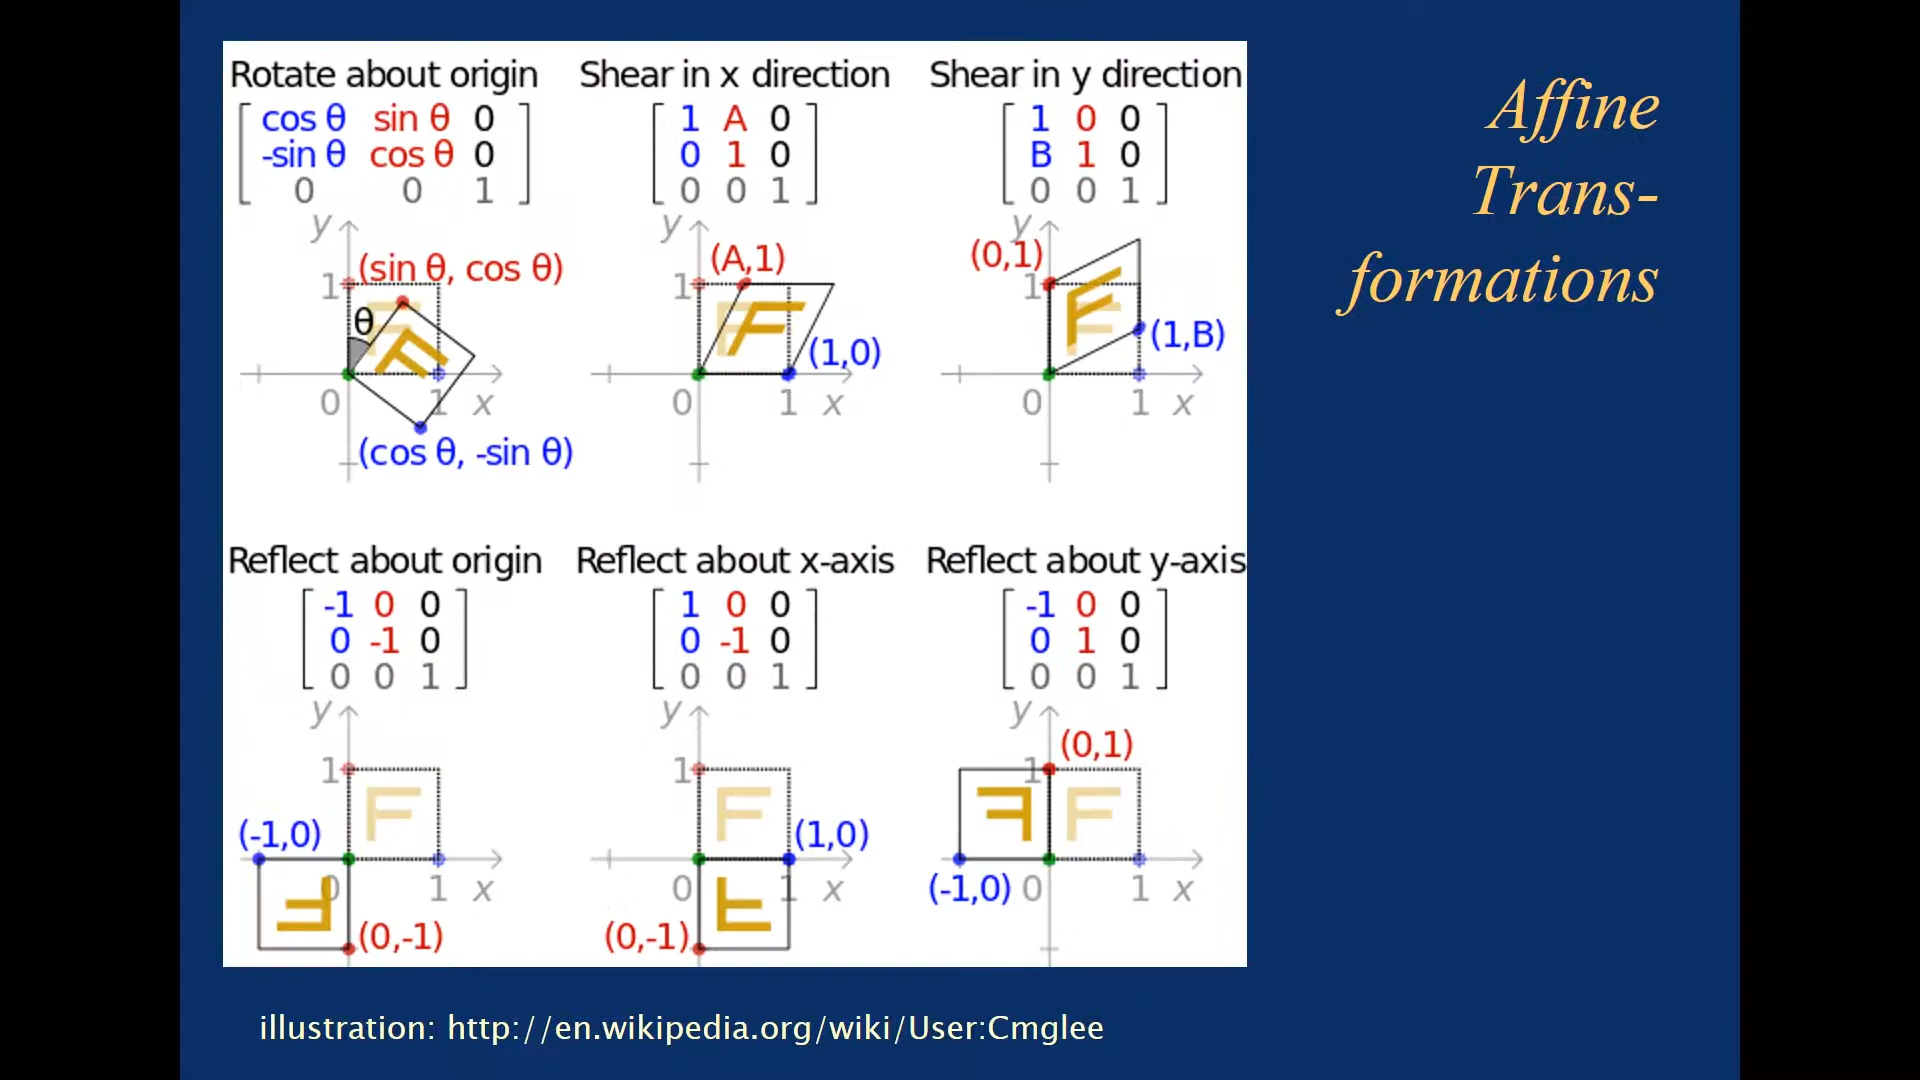 Affine
Trans-
formations
Rotate about origin
cos θ sin θ 0
-sin θ cos θ 0
0 0 1
y
(sin θ, cos θ)
1
θ
F
F
0
1
x
(cos θ, -sin θ)
Shear in x direction
1 A 0
0 1 0
0 0 1
y
(A,1)
1
F
F
(1,0)
0
1
x
Shear in y direction
1 0 0
B 1 0
0 0 1
y
(0,1)
1
F
F
(1,B)
0
1
x
Reflect about origin
-1 0 0
0 -1 0
0 0 1
y
1
F
(-1,0)
0
1
x
F
(0,-1)
Reflect about x-axis
1 0 0
0 -1 0
0 0 1
y
1
F
(1,0)
0
1
x
F
(0,-1)
Reflect about y-axis
-1 0 0
0 1 0
0 0 1
y
(0,1)
1
F
F
(-1,0)
0
1
x
illustration: http://en.wikipedia.org/wiki/User:Cmglee